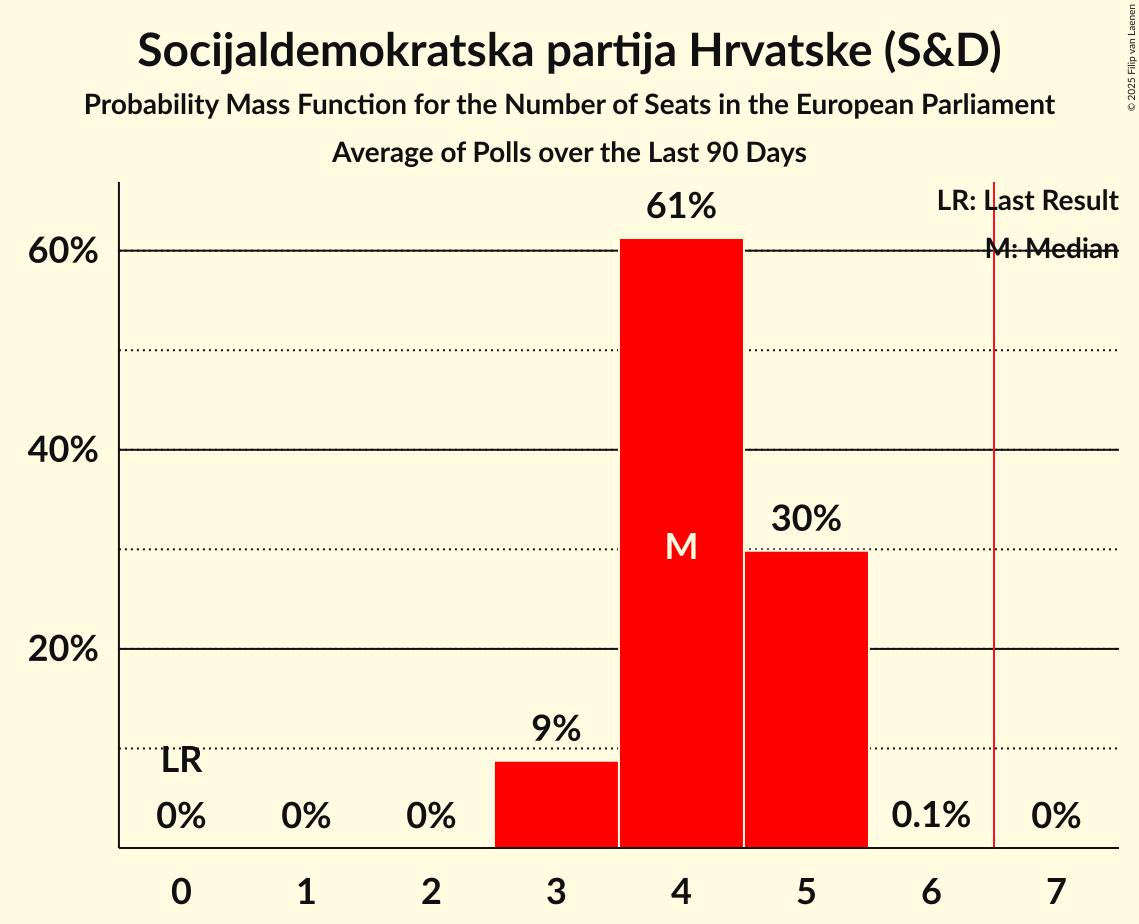 Socijaldemokratska partija Hrvatske (S&D)
Probability Mass Function for the Number of Seats in the European Parliament
Average of Polls over the Last 90 Days
© 2025 Filip van Laenen
LR: Last Result
M: Median
61%
60%
40%
30%
M
20%
9%
LR
0%
0%
0%
0.1%
0%
0
1
2
3
4
5
6
7